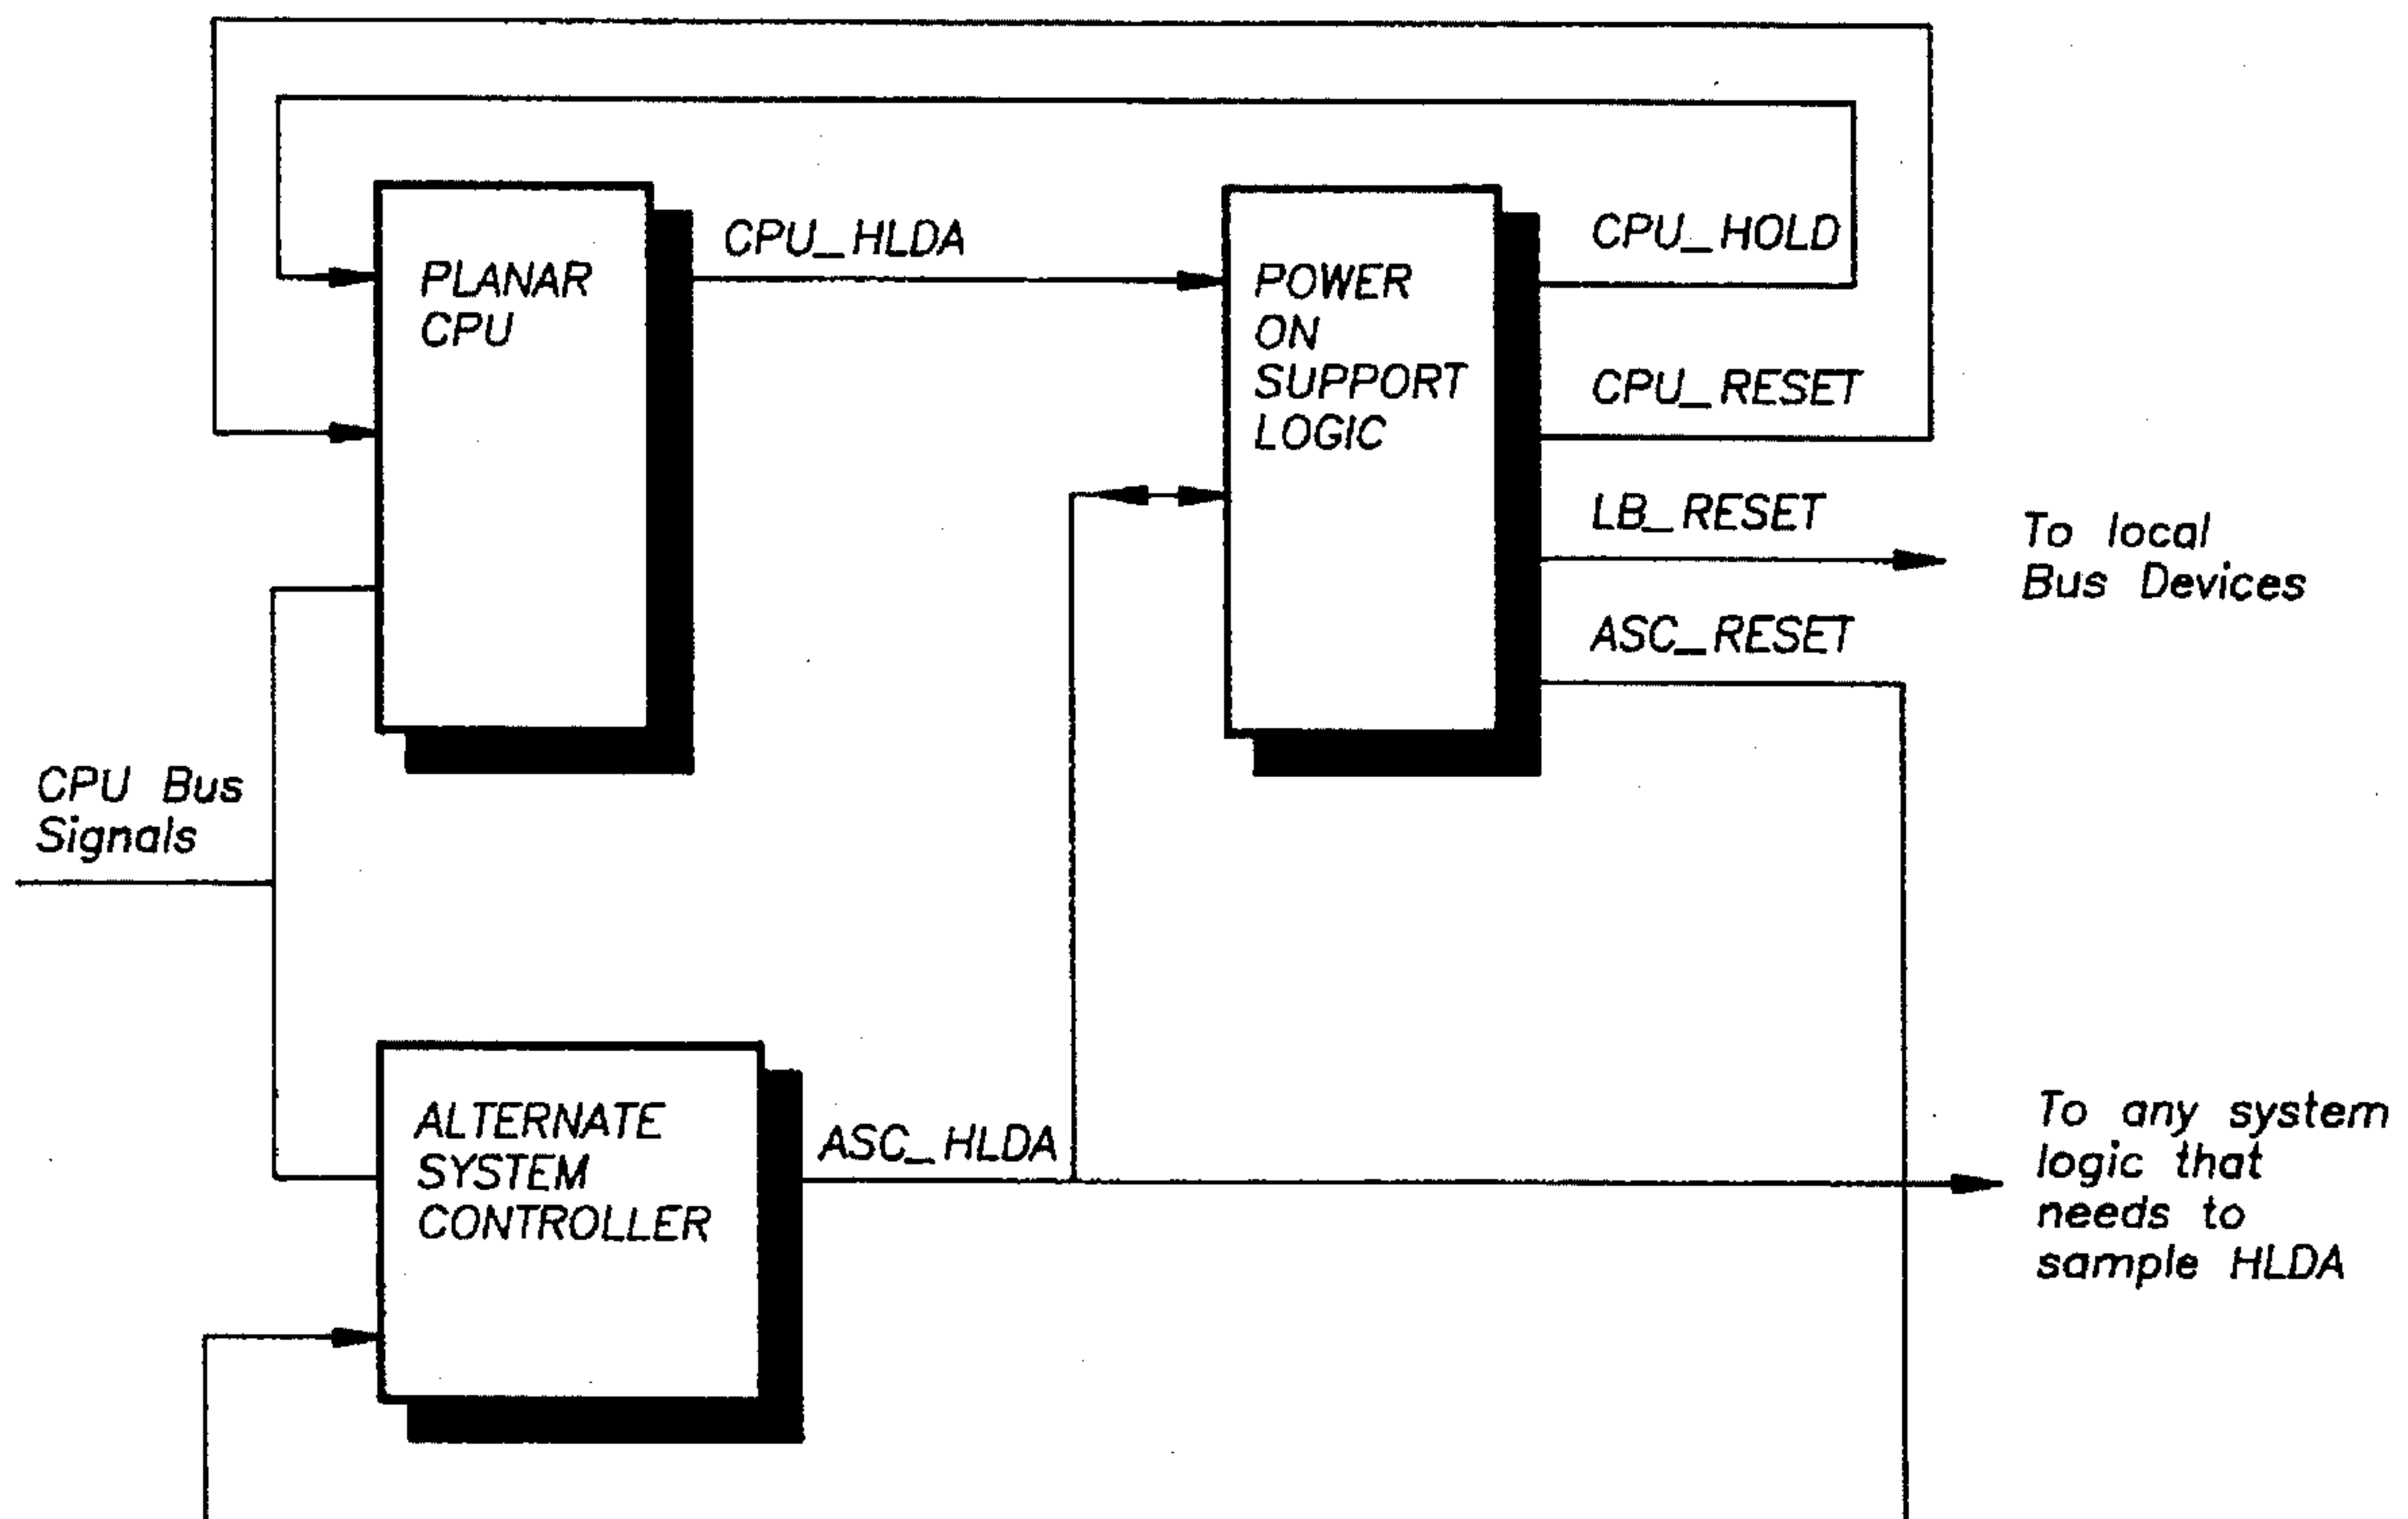 CPU_HLDA
CPU_HOLD
PLANAR
CPU
POWER
ON
SUPPORT
LOGIC
CPU_RESET
LB_RESET
To local
Bus Devices
ASC_RESET
CPU Bus
Signals
ALTERNATE
SYSTEM
CONTROLLER
ASC_HLDA
To any system
logic that
needs to
sample HLDA